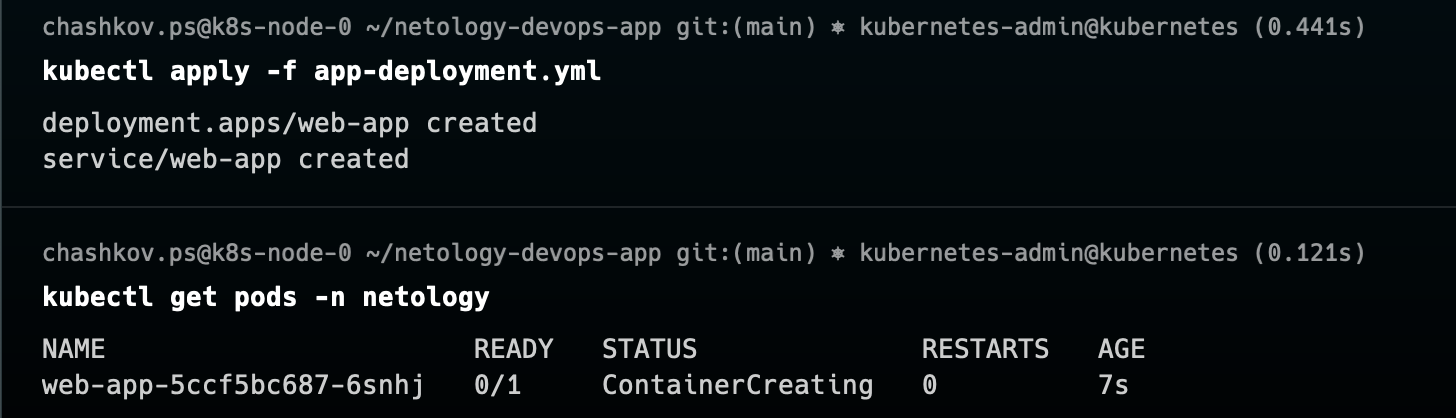 chashkov.ps@k8s-node-0 ~/netology-devops-app git:(main) ⎈ kubernetes-admin@kubernetes (0.441s)
kubectl apply -f app-deployment.yml
deployment.apps/web-app created
service/web-app created
chashkov.ps@k8s-node-0 ~/netology-devops-app git:(main) ⎈ kubernetes-admin@kubernetes (0.121s)
kubectl get pods -n netology
NAME READY STATUS RESTARTS AGE
web-app-5ccf5bc687-6snhj 0/1 ContainerCreating 0 7s